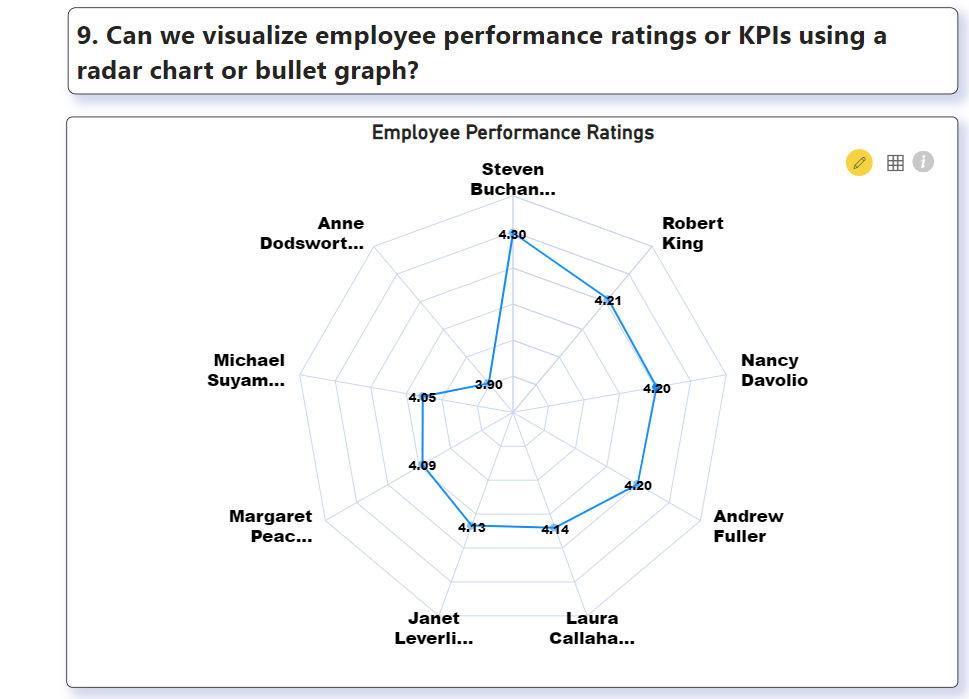 9. Can we visualize employee performance ratings or KPIs using a
radar chart or bullet graph?
Employee Performance Ratings
i
Steven
Buchan...
Anne
Dodswort...
Robert
King
4.30
4.21
Michael
Suyam...
Nancy
Davolio
3.90
4.20
4.05
4.09
4.20
Margaret
Peac...
Andrew
Fuller
4.13
4.14
Janet
Leverli...
Laura
Callaha...